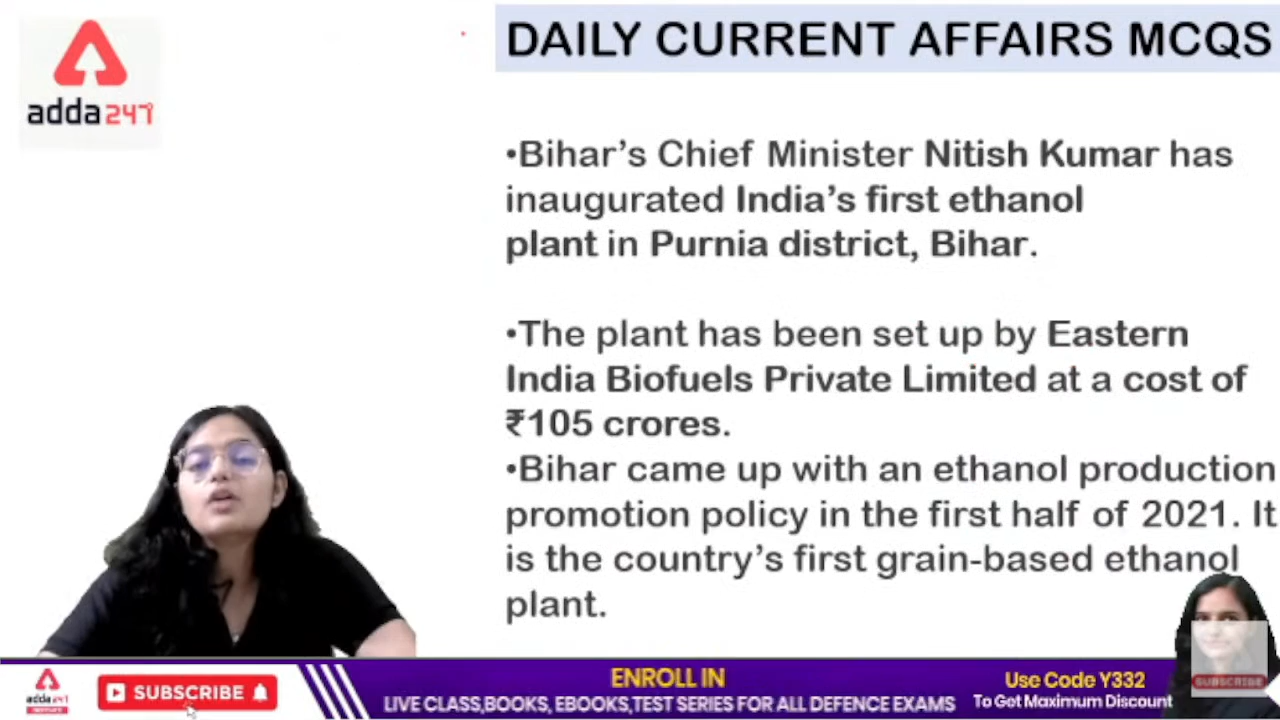 adda247
DAILY CURRENT AFFAIRS MCQS
•Bihar's Chief Minister Nitish Kumar has
inaugurated India's first ethanol
plant in Purnia district, Bihar.
•The plant has been set up by Eastern
India Biofuels Private Limited at a cost of
₹105 crores.
•Bihar came up with an ethanol production
promotion policy in the first half of 2021. It
is the country's first grain-based ethanol
plant.
adda247
SUBSCRIBE
ENROLL IN
LIVE CLASS,BOOKS, EBOOKS,TEST SERIES FOR ALL DEFENCE EXAMS
Use Code Y332
To Get Maximum Discount
SUBSCRIBE